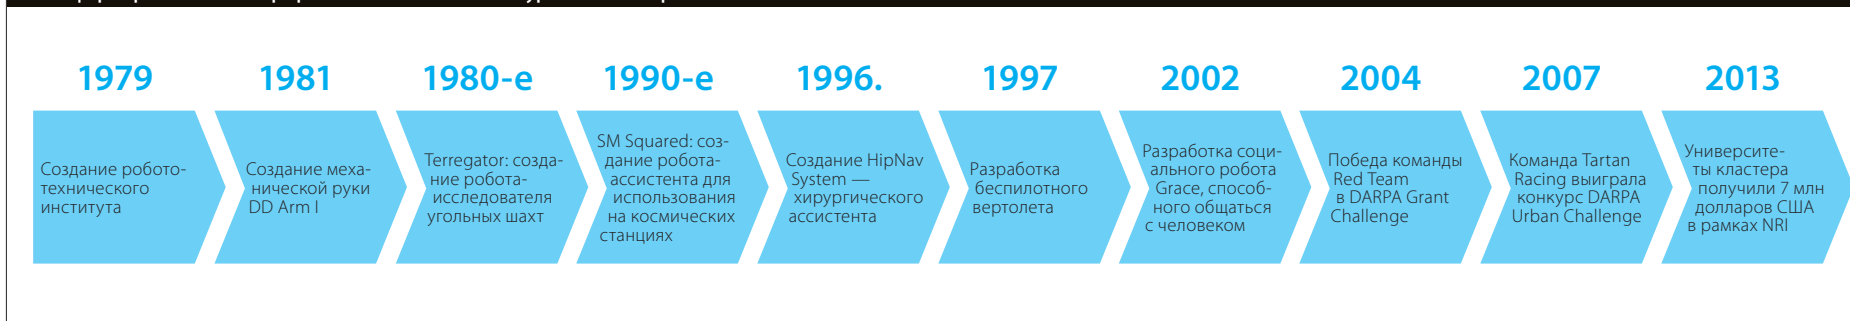 1979
Создание робото-
технического
института
1981
Создание меха-
нической руки
DD Arm I
1980-е
Terregator: созда-
ние робота-
исследователя
угольных шахт
1990-е
SM Squared: соз-
дание робота-
ассистента для
использования
на космических
станциях
1996.
Создание HipNav
System —
хирургического
ассистента
1997
Разработка
беспилотного
вертолета
2002
Разработка соци-
ального робота
Grace, способ-
ного общаться
с человеком
2004
Победа команды
Red Team
в DARPA Grant
Challenge
2007
Команда Tartan
Racing выиграла
конкурс DARPA
Urban Challenge
2013
Университе-
ты кластера
получили 7 млн
долларов США
в рамках NRI